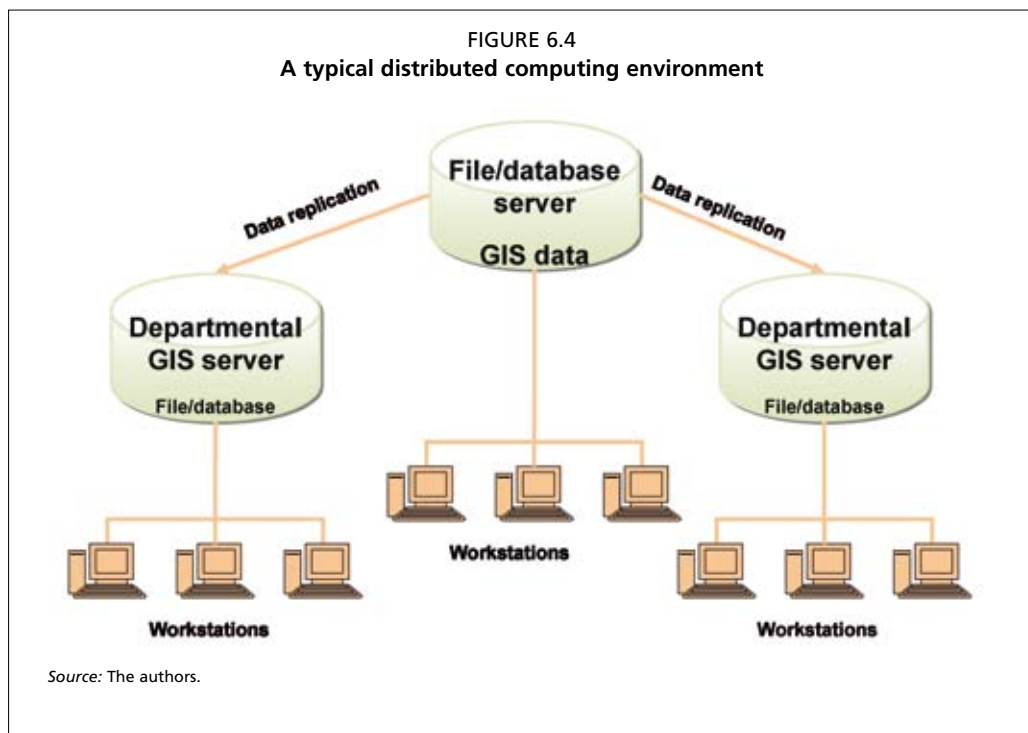 FIGURE 6.4
A typical distributed computing environment
File/database
server
GIS data
Data replication
Data replication
Departmental
GIS server
File/database
Departmental
GIS server
File/database
Workstations
Workstations
Workstations
Source: The authors.